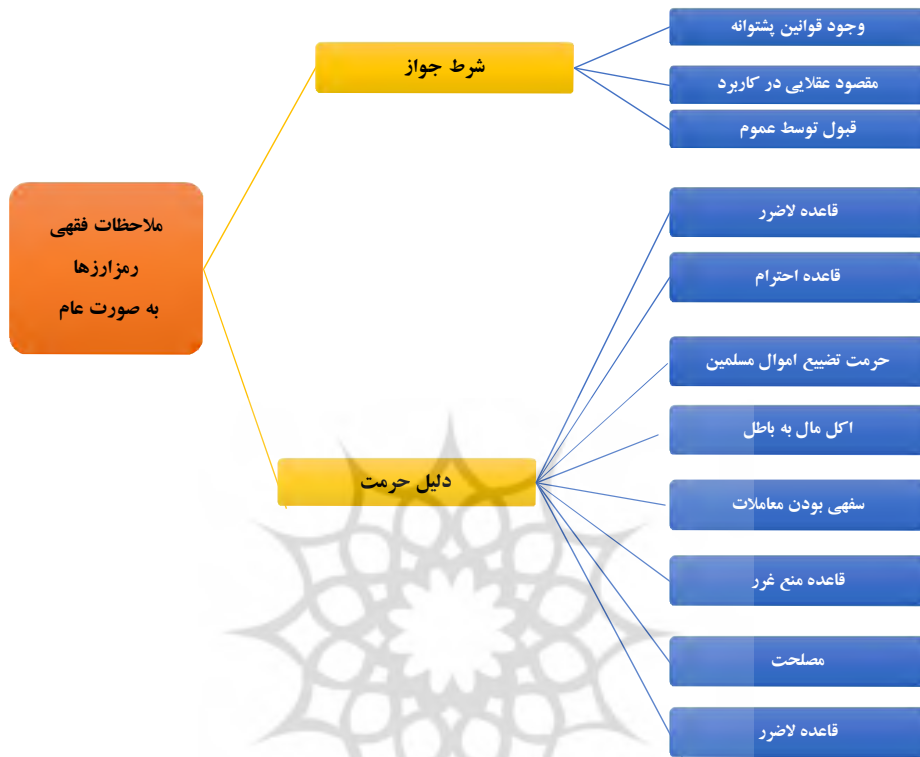 ملاحظات فقهی
رمزارزها
به صورت عام
شرط جواز
وجود قوانین پشتوانه
مقصود عقلایی در کاربرد
قبول توسط عموم
دلیل حرمت
قاعده لاضرر
قاعده احترام
حرمت تضییع اموال مسلمین
اکل مال به باطل
سفهی بودن معاملات
قاعده منع غرر
مصلحت
قاعده لاضرر